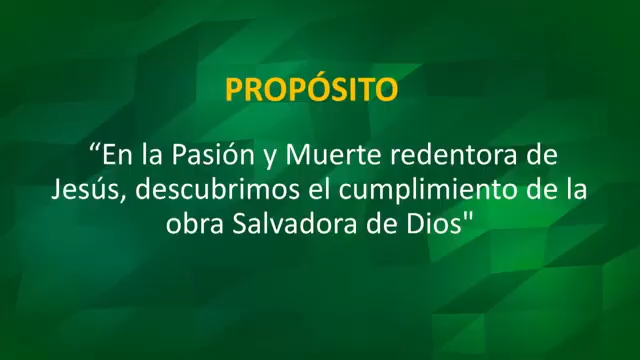 PROPÓSITO
“En la Pasión y Muerte redentora de
Jesús, descubrimos el cumplimiento de la
obra Salvadora de Dios"